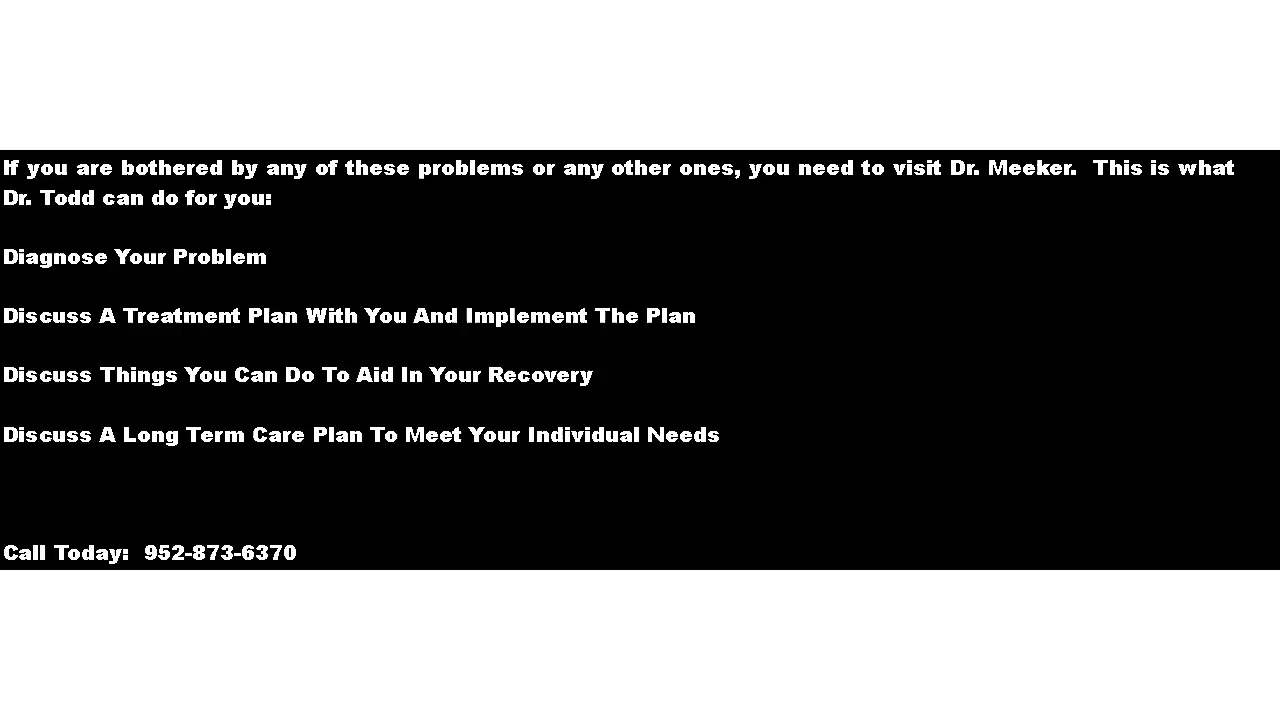 If you are bothered by any of these problems or any other ones, you need to visit Dr. Meeker.  This is what
Dr. Todd can do for you:
Diagnose Your Problem
Discuss A Treatment Plan With You And Implement The Plan
Discuss Things You Can Do To Aid In Your Recovery
Discuss A Long Term Care Plan To Meet Your Individual Needs
Call Today:  952-873-6370